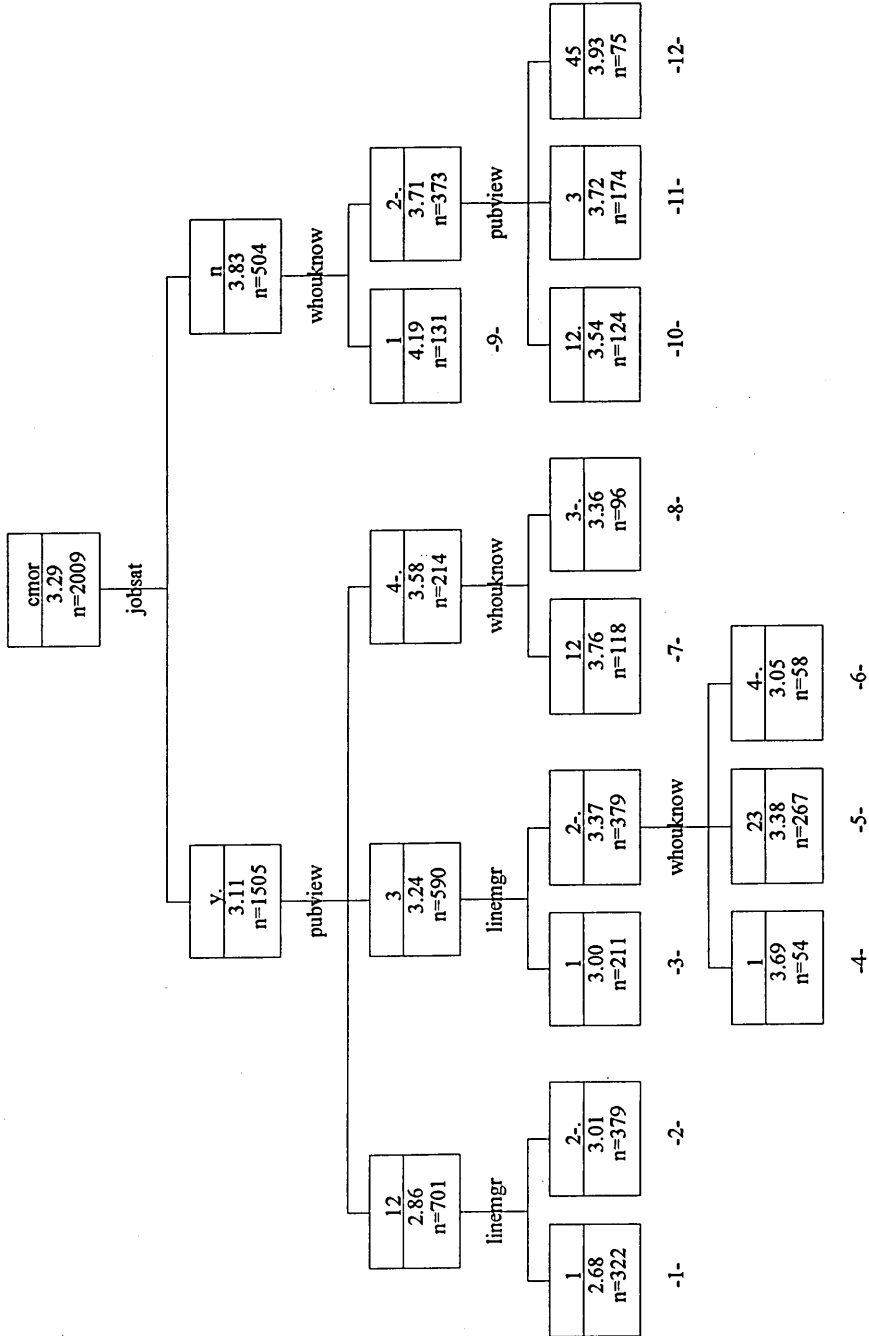 cmor
3.29
n=2009
jobsat
y.
3.11
n=1505
n
3.83
n=504
pubview
whouknow
12
2.86
n=701
3
3.24
n=590
4-.
3.58
n=214
1
4.19
n=131
2-.
3.71
n=373
linemgr
linemgr
whouknow
-9-
pubview
1
2.68
n=322
2-.
3.01
n=379
1
3.00
n=211
2-.
3.37
n=379
12
3.76
n=118
3-.
3.36
n=96
12.
3.54
n=124
3
3.72
n=174
45
3.93
n=75
-1-
-2-
-3-
whouknow
-7-
-8-
-10-
-11-
-12-
1
3.69
n=54
23
3.38
n=267
4-.
3.05
n=58
-4-
-5-
-6-